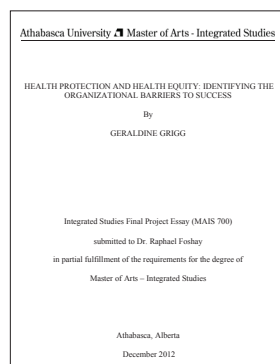 Athabasca University Master of Arts - Integrated Studies
HEALTH PROTECTION AND HEALTH EQUITY: IDENTIFYING THE
ORGANIZATIONAL BARRIERS TO SUCCESS
By
GERALDINE GRIGG
Integrated Studies Final Project Essay (MAIS 700)
submitted to Dr. Raphael Foshay
in partial fulfillment of the requirements for the degree of
Master of Arts – Integrated Studies
Athabasca, Alberta
December 2012